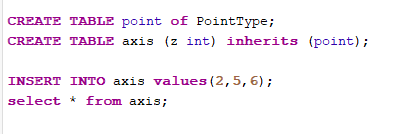 CREATE TABLE point of PointType;
CREATE TABLE axis (z int) inherits (point);
INSERT INTO axis values(2,5,6);
select * from axis;